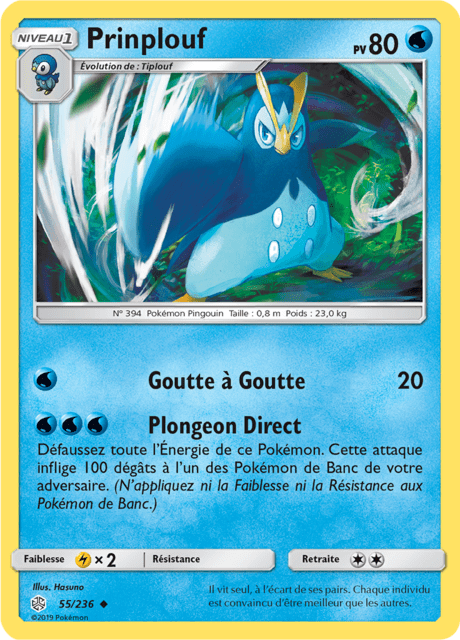 NIVEAU 1 Prinplouf PV 80
Évolution de : Tiplouf
N° 394 Pokémon Pingouin Taille : 0,8 m Poids : 23,0 kg
Goutte à Goutte 20
Plongeon Direct
Défaussez toute l'Énergie de ce Pokémon. Cette attaque
inflige 100 dégâts à l'un des Pokémon de Banc de votre
adversaire. (N'appliquez ni la Faiblesse ni la Résistance aux
Pokémon de Banc.)
Faiblesse ×2 Résistance Retraite
Illus. Hasuno
55/236
©2019 Pokémon
Il vit seul, à l'écart de ses pairs. Chaque individu
est convaincu d'être meilleur que les autres.